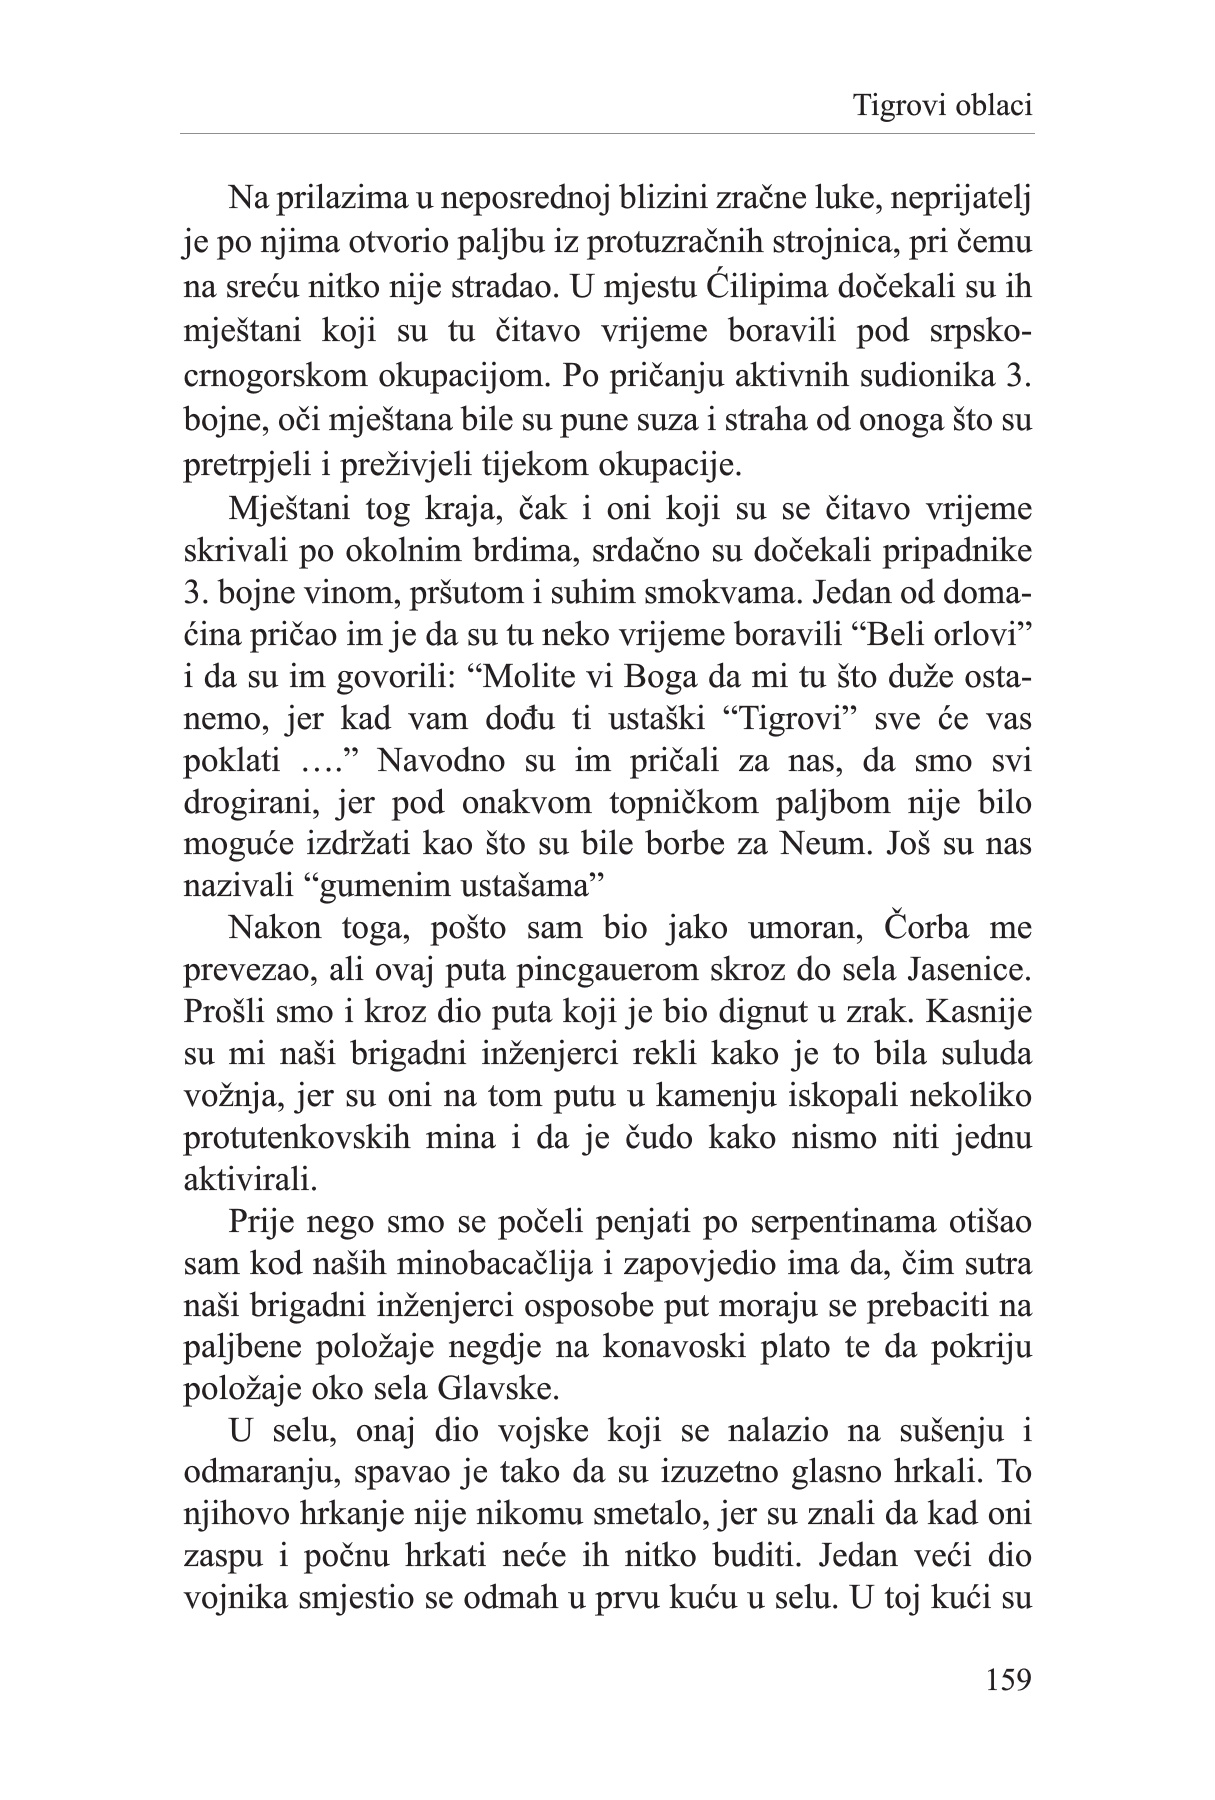 Tigrovi oblaci
Na prilazima u neposrednoj blizini zračne luke, neprijatelj
je po njima otvorio paljbu iz protuzračnih strojnica, pri čemu
na sreću nitko nije stradao. U mjestu Ćilipima dočekali su ih
mještani koji su tu čitavo vrijeme boravili pod srpsko-
crnogorskom okupacijom. Po pričanju aktivnih sudionika 3.
bojne, oči mještana bile su pune suza i straha od onoga što su
pretrpjeli i preživjeli tijekom okupacije.
Mještani tog kraja, čak i oni koji su se čitavo vrijeme
skrivali po okolnim brdima, srdačno su dočekali pripadnike
3. bojne vinom, pršutom i suhim smokvama. Jedan od doma-
ćina pričao im je da su tu neko vrijeme boravili “Beli orlovi”
i da su im govorili: “Molite vi Boga da mi tu što duže osta-
nemo, jer kad vam dođu ti ustaški “Tigrovi” sve će vas
poklati ….” Navodno su im pričali za nas, da smo svi
drogirani, jer pod onakvom topničkom paljbom nije bilo
moguće izdržati kao što su bile borbe za Neum. Još su nas
nazivali “gumenim ustašama”
Nakon toga, pošto sam bio jako umoran, Čorba me
prevezao, ali ovaj puta pincgauerom skroz do sela Jasenice.
Prošli smo i kroz dio puta koji je bio dignut u zrak. Kasnije
su mi naši brigadni inženjerci rekli kako je to bila suluda
vožnja, jer su oni na tom putu u kamenju iskopali nekoliko
protutenkovskih mina i da je čudo kako nismo niti jednu
aktivirali.
Prije nego smo se počeli penjati po serpentinama otišao
sam kod naših minobacačlija i zapovjedio ima da, čim sutra
naši brigadni inženjerci osposobe put moraju se prebaciti na
paljbene položaje negdje na konavoski plato te da pokriju
položaje oko sela Glavske.
U selu, onaj dio vojske koji se nalazio na sušenju i
odmaranju, spavao je tako da su izuzetno glasno hrkali. To
njihovo hrkanje nije nikomu smetalo, jer su znali da kad oni
zaspu i počnu hrkati neće ih nitko buditi. Jedan veći dio
vojnika smjestio se odmah u prvu kuću u selu. U toj kući su
159